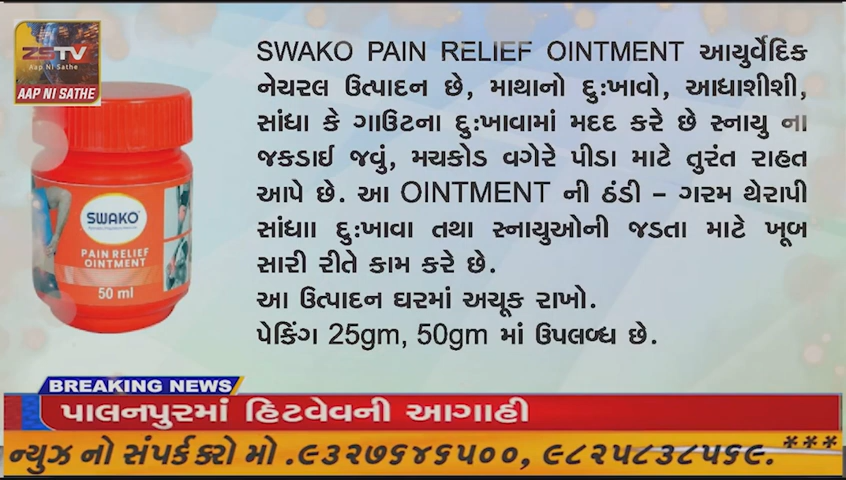 ZSTV
Aap Ni Sathe
AAP NI SATHE
SWAKO PAIN RELIEF OINTMENT આયુર્વેદિક
નેચરલ ઉત્પાદન છે, માથાનો દુઃખાવો, આધાશીશી,
સાંધા કે ગાઉટના દુઃખાવામાં મદદ કરે છે સ્નાયુ ના
જકડાઈ જવું, મચકોડ વગેરે પીડા માટે તુરંત રાહત
આપે છે. આ OINTMENT ની ઠંડી – ગરમ થેરાપી
સાંધાા દુઃખાવા તથા સ્નાયુઓની જડતા માટે ખૂબ
સારી રીતે કામ કરે છે.
આ ઉત્પાદન ઘરમાં અચૂક રાખો.
પેકિંગ 25gm, 50gm માં ઉપલબ્ધ છે.
SWAKO
PAIN RELIEF
OINTMENT
50 ml
BREAKING NEWS
પાલનપુરમાં હિટવેવની આગાહી
ન્યુઝ નો સંપર્ક કરો મો .૯૩૨૭૬૪૬૫૦૦, ૯૮૨૫૮૩૮૫૬૯.***